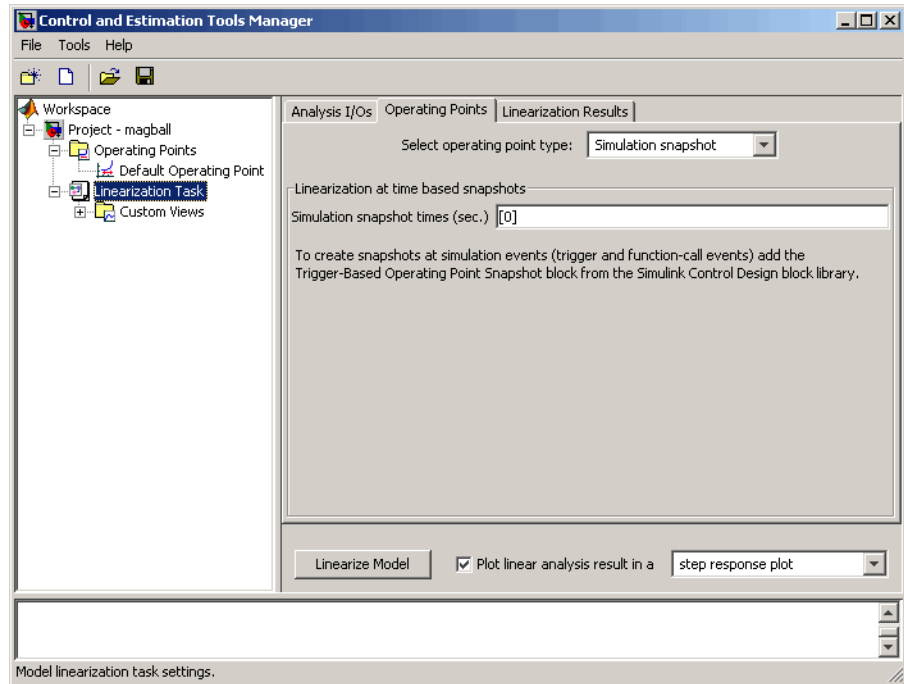 Control and Estimation Tools Manager
File Tools Help
Workspace
Project - magball
Operating Points
Default Operating Point
Linearization Task
Custom Views
Analysis I/Os Operating Points Linearization Results
Select operating point type: Simulation snapshot
Linearization at time based snapshots
Simulation snapshot times (sec.) [0]
To create snapshots at simulation events (trigger and function-call events) add the
Trigger-Based Operating Point Snapshot block from the Simulink Control Design block library.
Linearize Model Plot linear analysis result in a step response plot
Model linearization task settings.